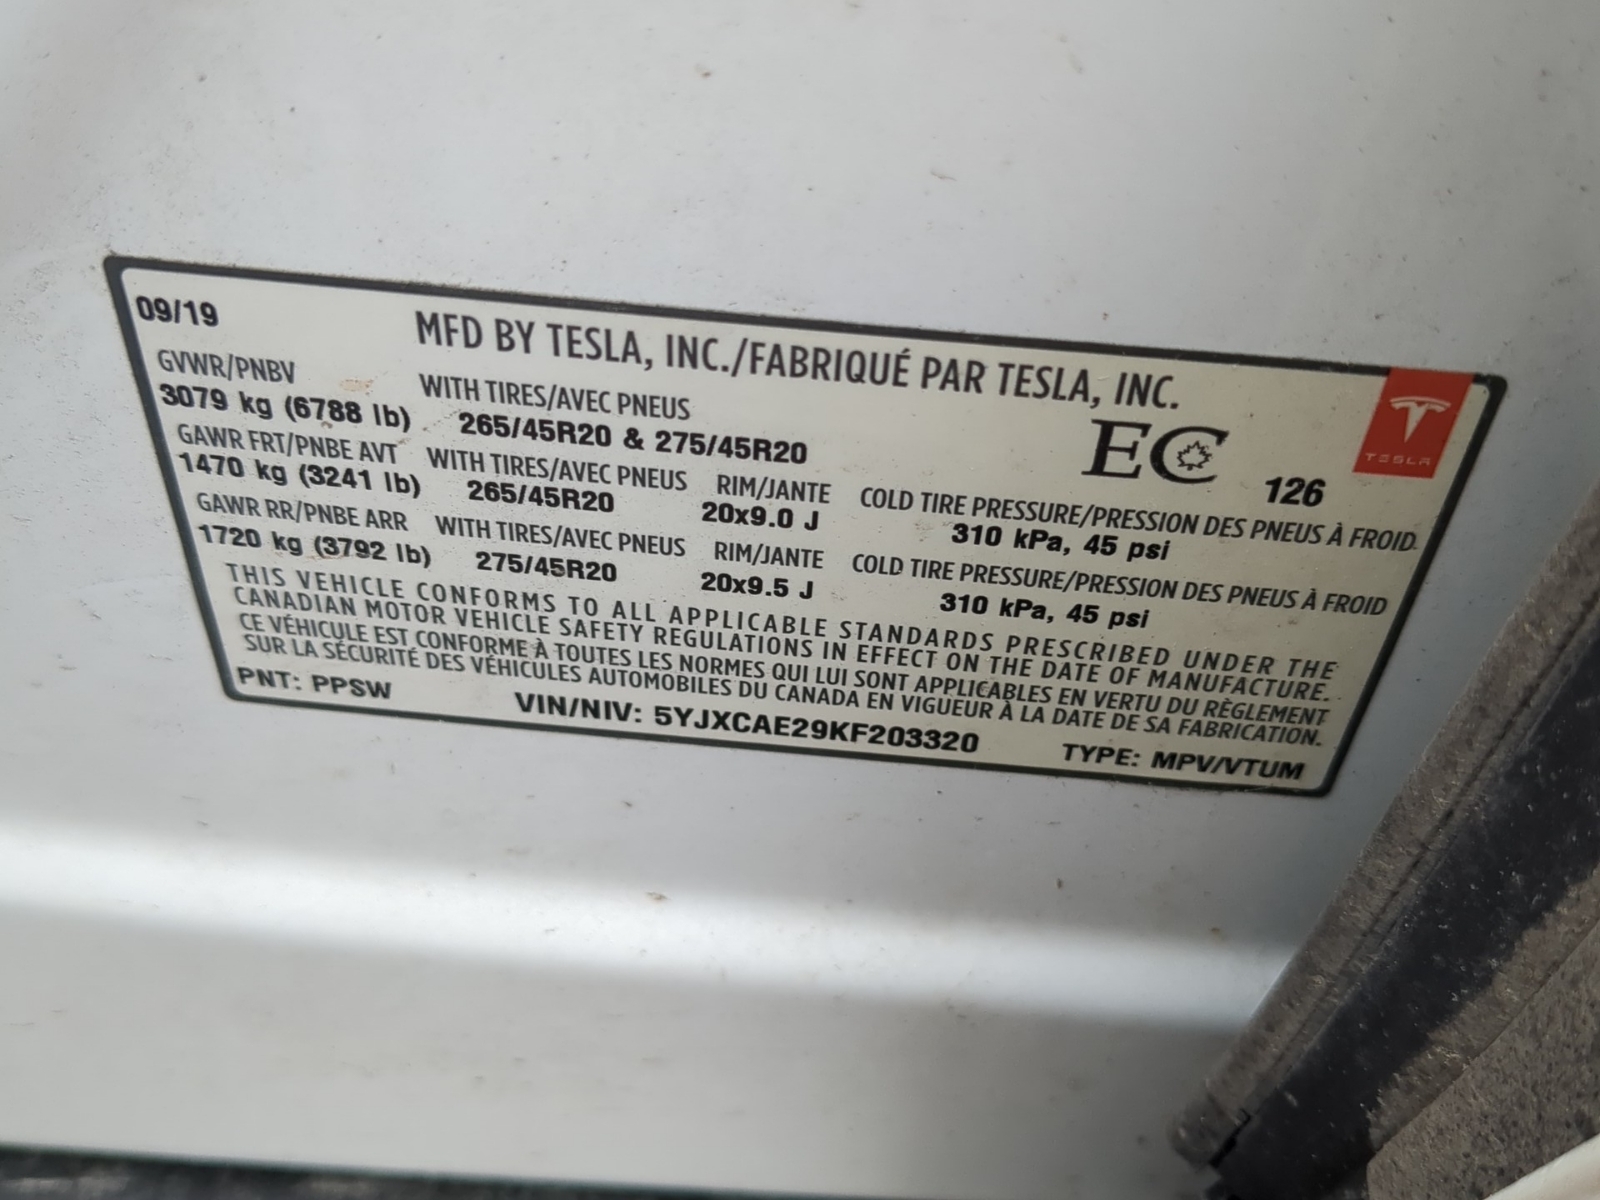 09/19
MFD BY TESLA, INC./FABRIQUÉ PAR TESLA, INC.
GVWR/PNBV
3079 kg (6788 lb)
WITH TIRES/AVEC PNEUS
265/45R20 & 275/45R20
EC
126
TESLA
GAWR FRT/PNBE AVT
1470 kg (3241 lb)
WITH TIRES/AVEC PNEUS
265/45R20
RIM/JANTE
20x9.0 J
COLD TIRE PRESSURE/PRESSION DES PNEUS À FROID
310 kPa, 45 psi
GAWR RR/PNBE ARR
1720 kg (3792 lb)
WITH TIRES/AVEC PNEUS
275/45R20
RIM/JANTE
20x9.5 J
COLD TIRE PRESSURE/PRESSION DES PNEUS À FROID
310 kPa, 45 psi
THIS VEHICLE CONFORMS TO ALL APPLICABLE STANDARDS PRESCRIBED UNDER THE
CANADIAN MOTOR VEHICLE SAFETY REGULATIONS IN EFFECT ON THE DATE OF MANUFACTURE.
CE VÉHICULE EST CONFORME À TOUTES LES NORMES QUI LUI SONT APPLICABLES EN VERTU DU RÈGLEMENT
SUR LA SÉCURITÉ DES VÉHICULES AUTOMOBILES DU CANADA EN VIGUEUR À LA DATE DE SA FABRICATION.
PNT: PPSW
VIN/NIV: 5YJXCAE29KF203320
TYPE: MPV/VTUM